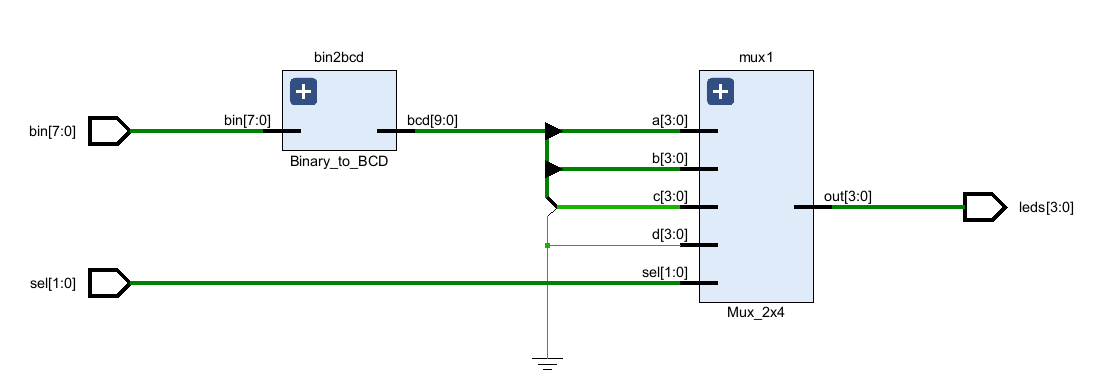 bin2bcd
mux1
bin[7:0]
bin[7:0]
bcd[9:0]
a[3:0]
Binary_to_BCD
b[3:0]
c[3:0]
out[3:0]
leds[3:0]
d[3:0]
sel[1:0]
sel[1:0]
Mux_2x4